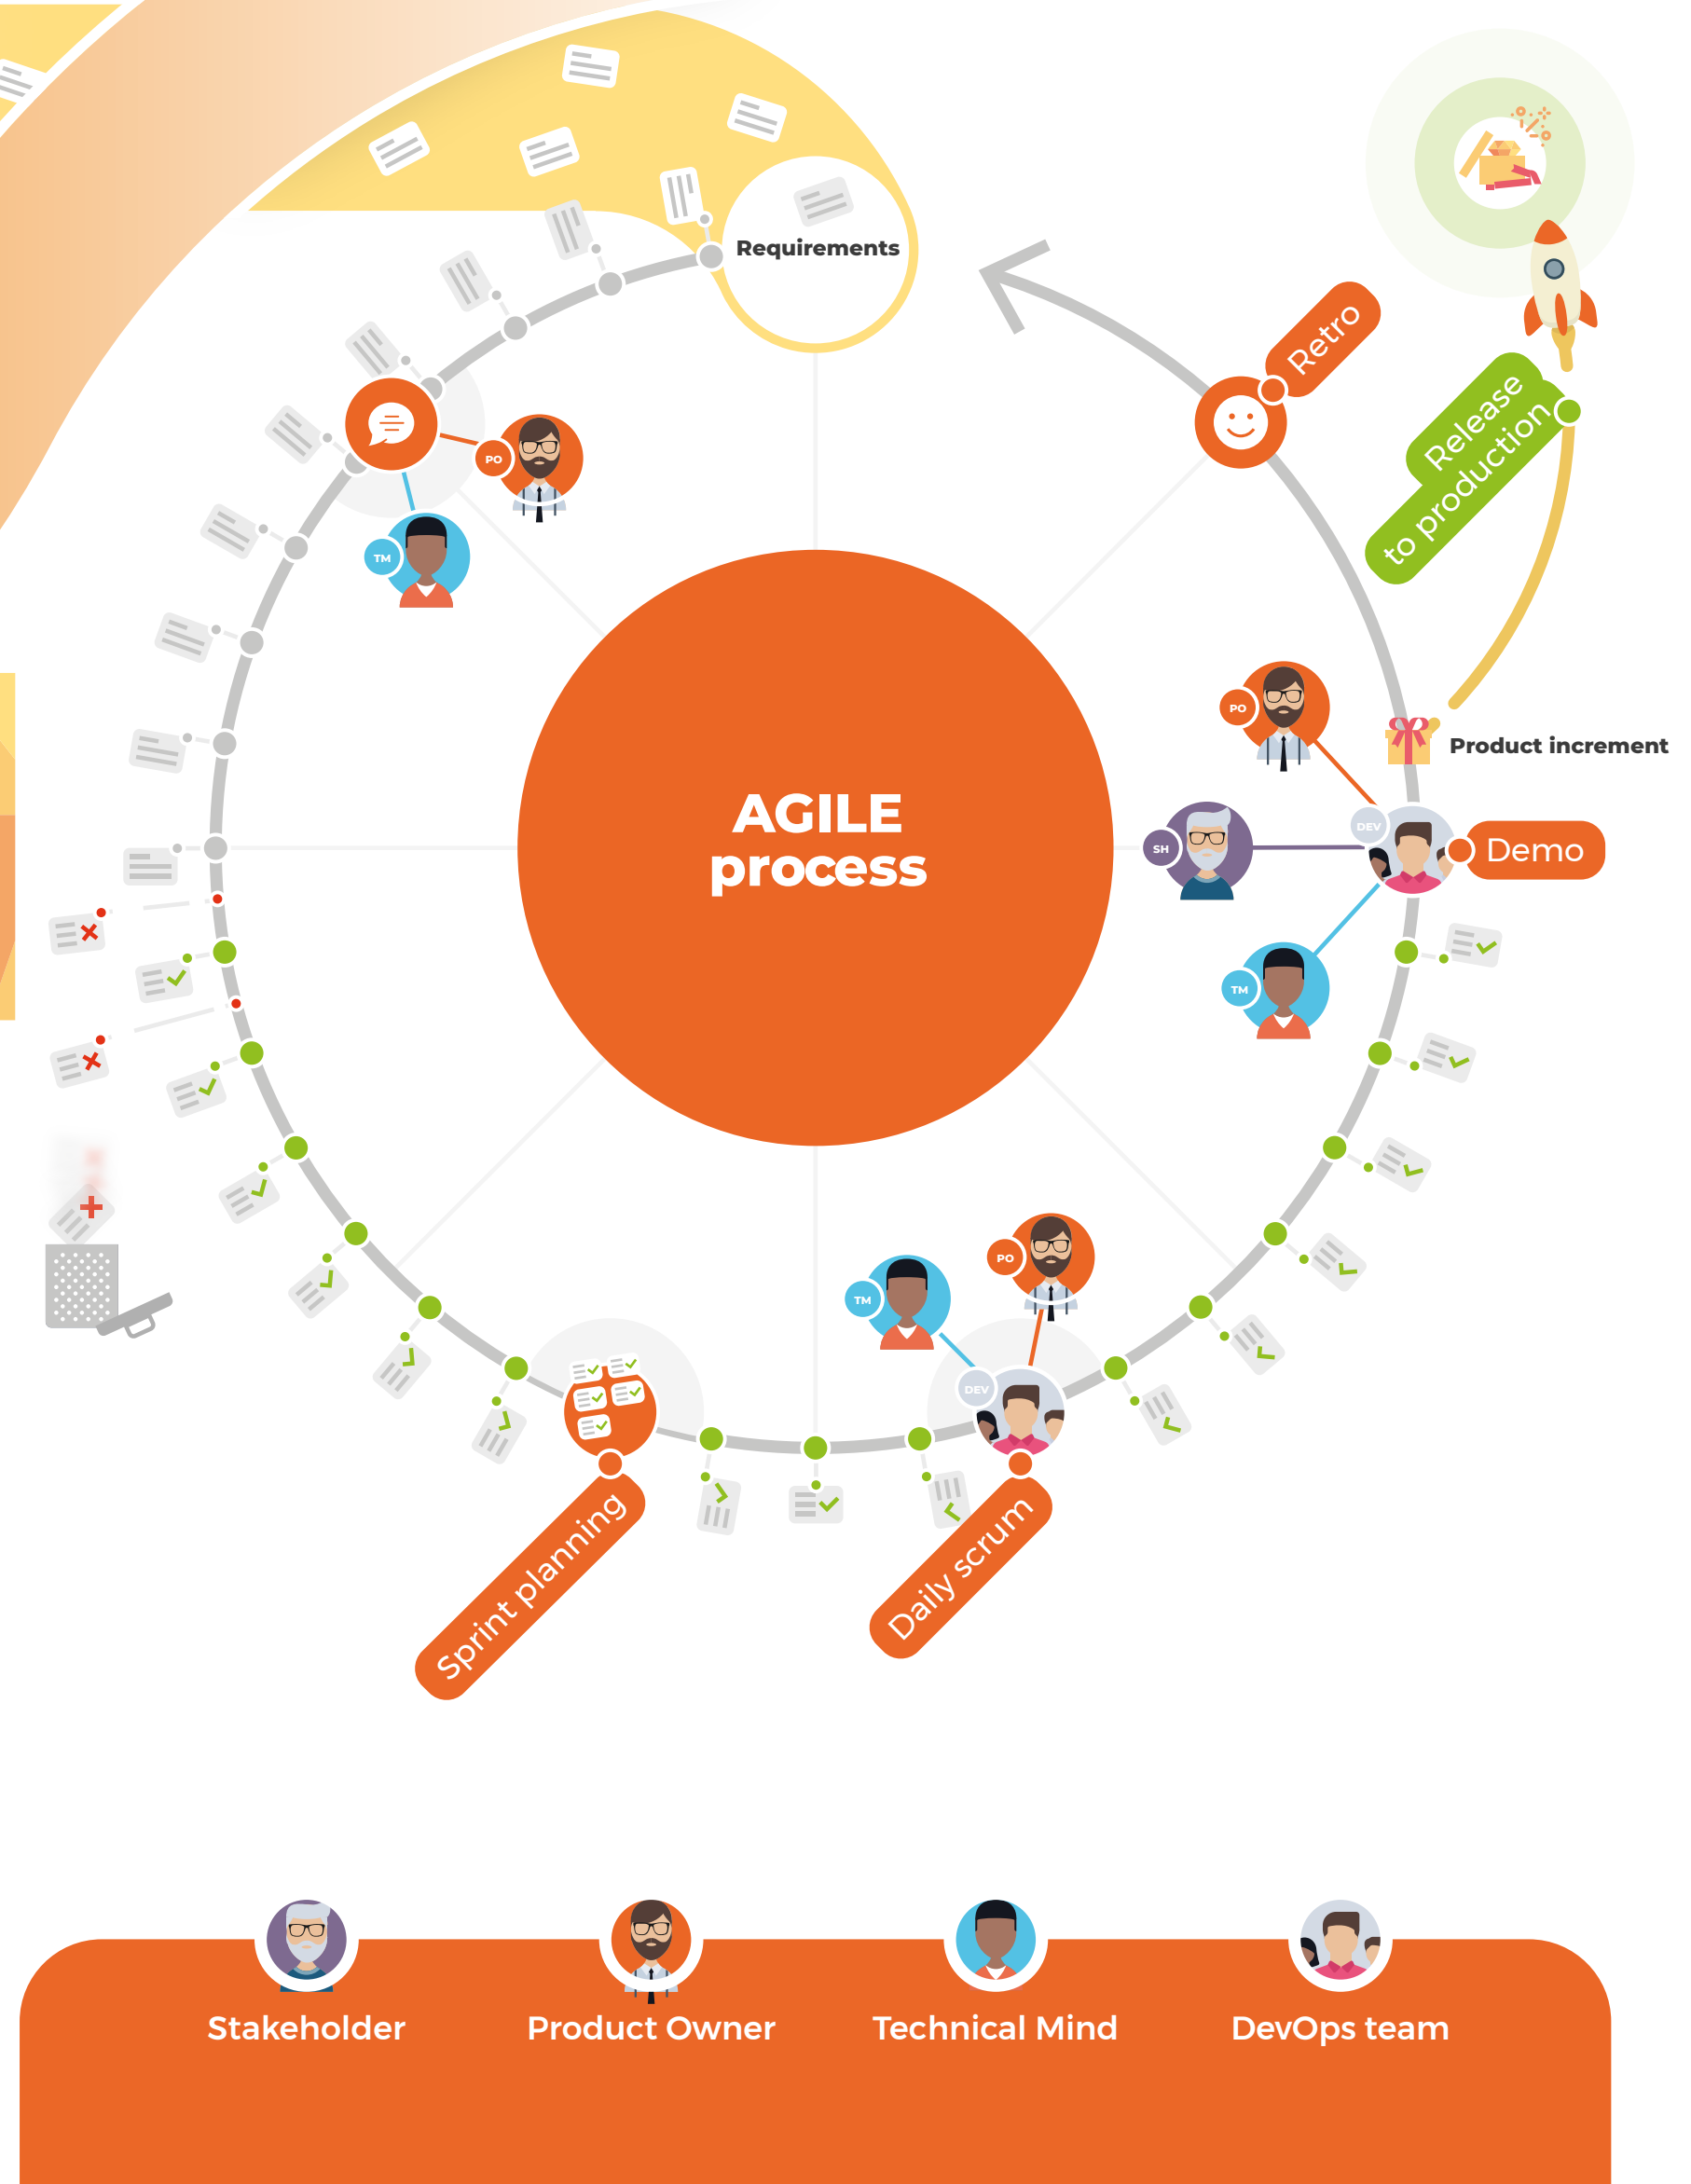 Requirements
Retro
Release
to production
PO
TM
PO
Product increment
AGILE
process
DEV
SH
Demo
TM
PO
TM
DEV
Sprint planning
Daily scrum
Stakeholder
Product Owner
Technical Mind
DevOps team